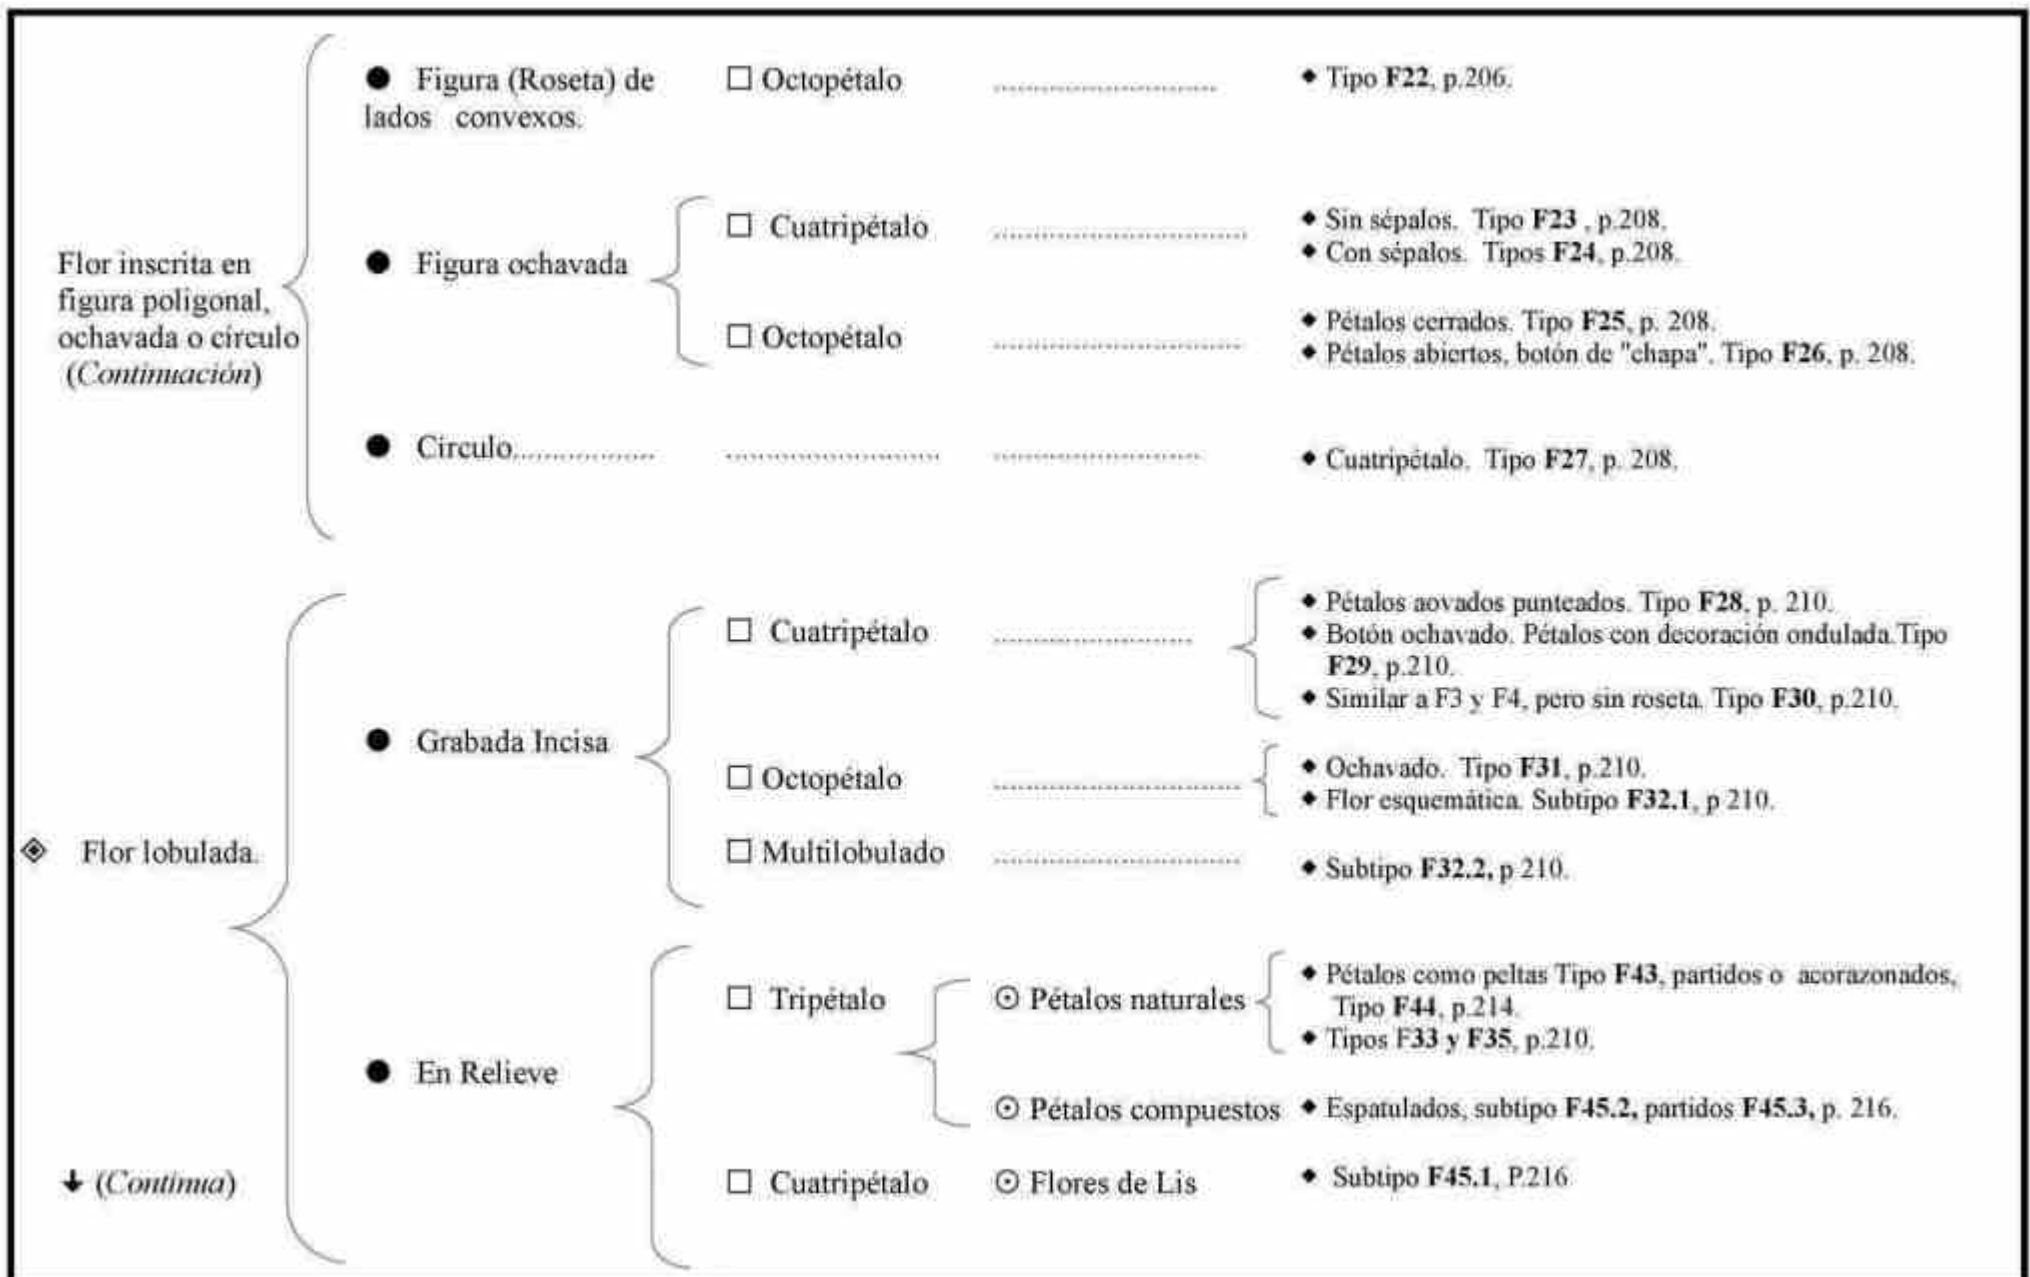 ● Figura (Roseta) de
lados convexos.
□ Octopétalo ..........................
◆ Tipo F22, p.206.
Flor inscrita en
figura poligonal,
ochavada o círculo
(Continuación)
● Figura ochavada
□ Cuatripétalo ..............................
◆ Sin sépalos. Tipo F23 , p.208.
◆ Con sépalos. Tipos F24, p.208.
□ Octopétalo .............................
◆ Pétalos cerrados. Tipo F25, p. 208.
◆ Pétalos abiertos, botón de "chapa". Tipo F26, p. 208.
● Círculo................. .......................... .........................
◆ Cuatripétalo. Tipo F27, p. 208.
◈ Flor lobulada.
● Grabada Incisa
□ Cuatripétalo ........................
◆ Pétalos aovados punteados. Tipo F28, p. 210.
◆ Botón ochavado. Pétalos con decoración ondulada.Tipo
F29, p.210.
◆ Similar a F3 y F4, pero sin roseta. Tipo F30, p.210.
□ Octopétalo ..............................
◆ Ochavado. Tipo F31, p.210.
◆ Flor esquemática. Subtipo F32.1, p 210.
□ Multilobulado ..............................
◆ Subtipo F32.2, p 210.
● En Relieve
□ Tripétalo
⊙ Pétalos naturales
◆ Pétalos como peltas Tipo F43, partidos o acorazonados,
Tipo F44, p.214.
◆ Tipos F33 y F35, p.210.
⊙ Pétalos compuestos
◆ Espatulados, subtipo F45.2, partidos F45.3, p. 216.
□ Cuatripétalo
⊙ Flores de Lis
◆ Subtipo F45.1, P.216
↓ (Continua)